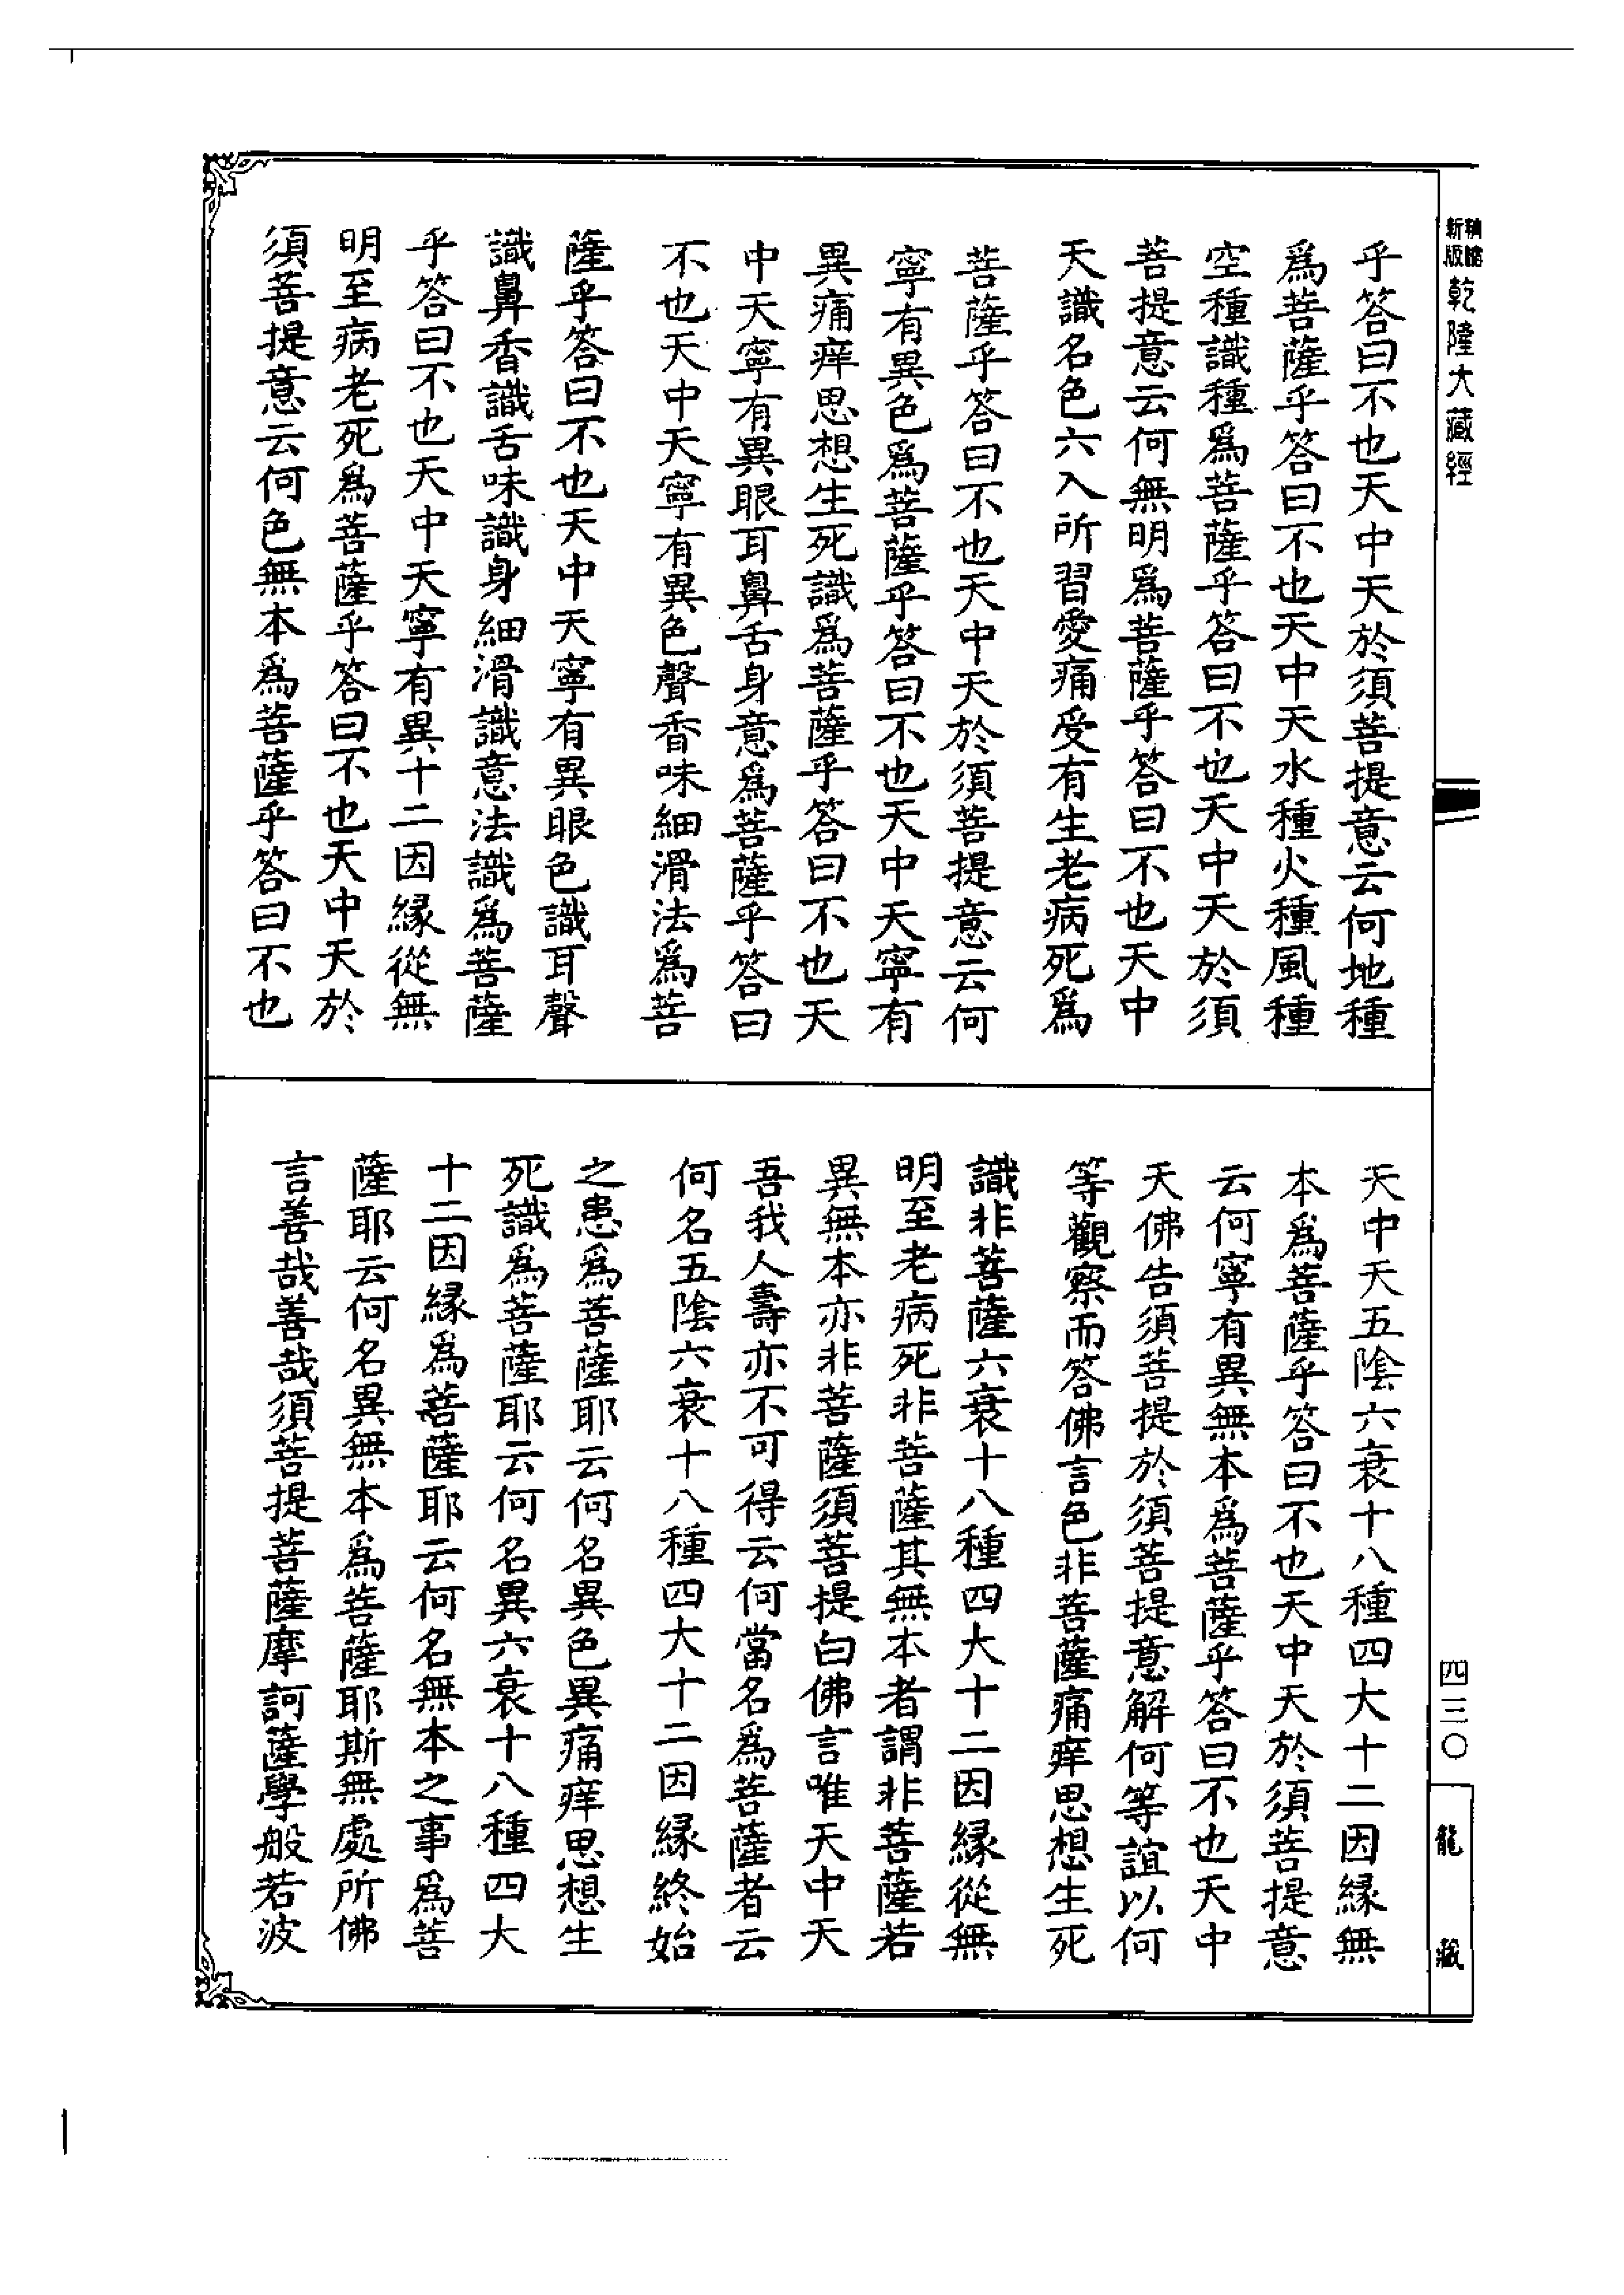 新版
乾隆大藏經
乎答曰不也天中天於須菩提意云何地種
爲菩薩乎答曰不也天中天水種火種風種
空種識種爲菩薩乎答曰不也天中天於須
菩提意云何無明爲菩薩乎答曰不也天中
天識名色六入所習愛痛受有生老病死爲
菩薩乎答曰不也天中天於須菩提意云何
寧有異色爲菩薩乎答曰不也天中天寧有
異痛痒思想生死識爲菩薩乎答曰不也天
中天寧有異眼耳鼻舌身意爲菩薩乎答曰
不也天中天寧有異色聲香味細滑法爲菩
薩乎答曰不也天中天寧有異眼色識耳聲
識鼻香識舌味識身細滑識意法識爲菩薩
乎答曰不也天中天寧有異十二因緣從無
明至病老死爲菩薩乎答曰不也天中天於
須菩提意云何色無本爲菩薩乎答曰不也
天中天五陰六衰十八種四大十二因緣無
本爲菩薩乎答曰不也天中天於須菩提意
云何寧有異無本爲菩薩乎答曰不也天中
天佛告須菩提於須菩提意解何等誼以何
等觀察而答佛言色非菩薩痛痒思想生死
識非菩薩六衰十八種四大十二因緣從無
明至老病死非菩薩其無本者謂非菩薩若
異無本亦非菩薩須菩提白佛言唯天中天
吾我人壽亦不可得云何當名爲菩薩者云
何名五陰六衰十八種四大十二因緣終始
之患爲菩薩耶云何名異色異痛痒思想生
死識爲菩薩耶云何名異六衰十八種四大
十二因緣爲菩薩耶云何名無本之事爲菩
薩耶云何名異無本爲菩薩耶斯無處所佛
言善哉善哉須菩提菩薩摩訶薩學般若波
四三〇
龍藏